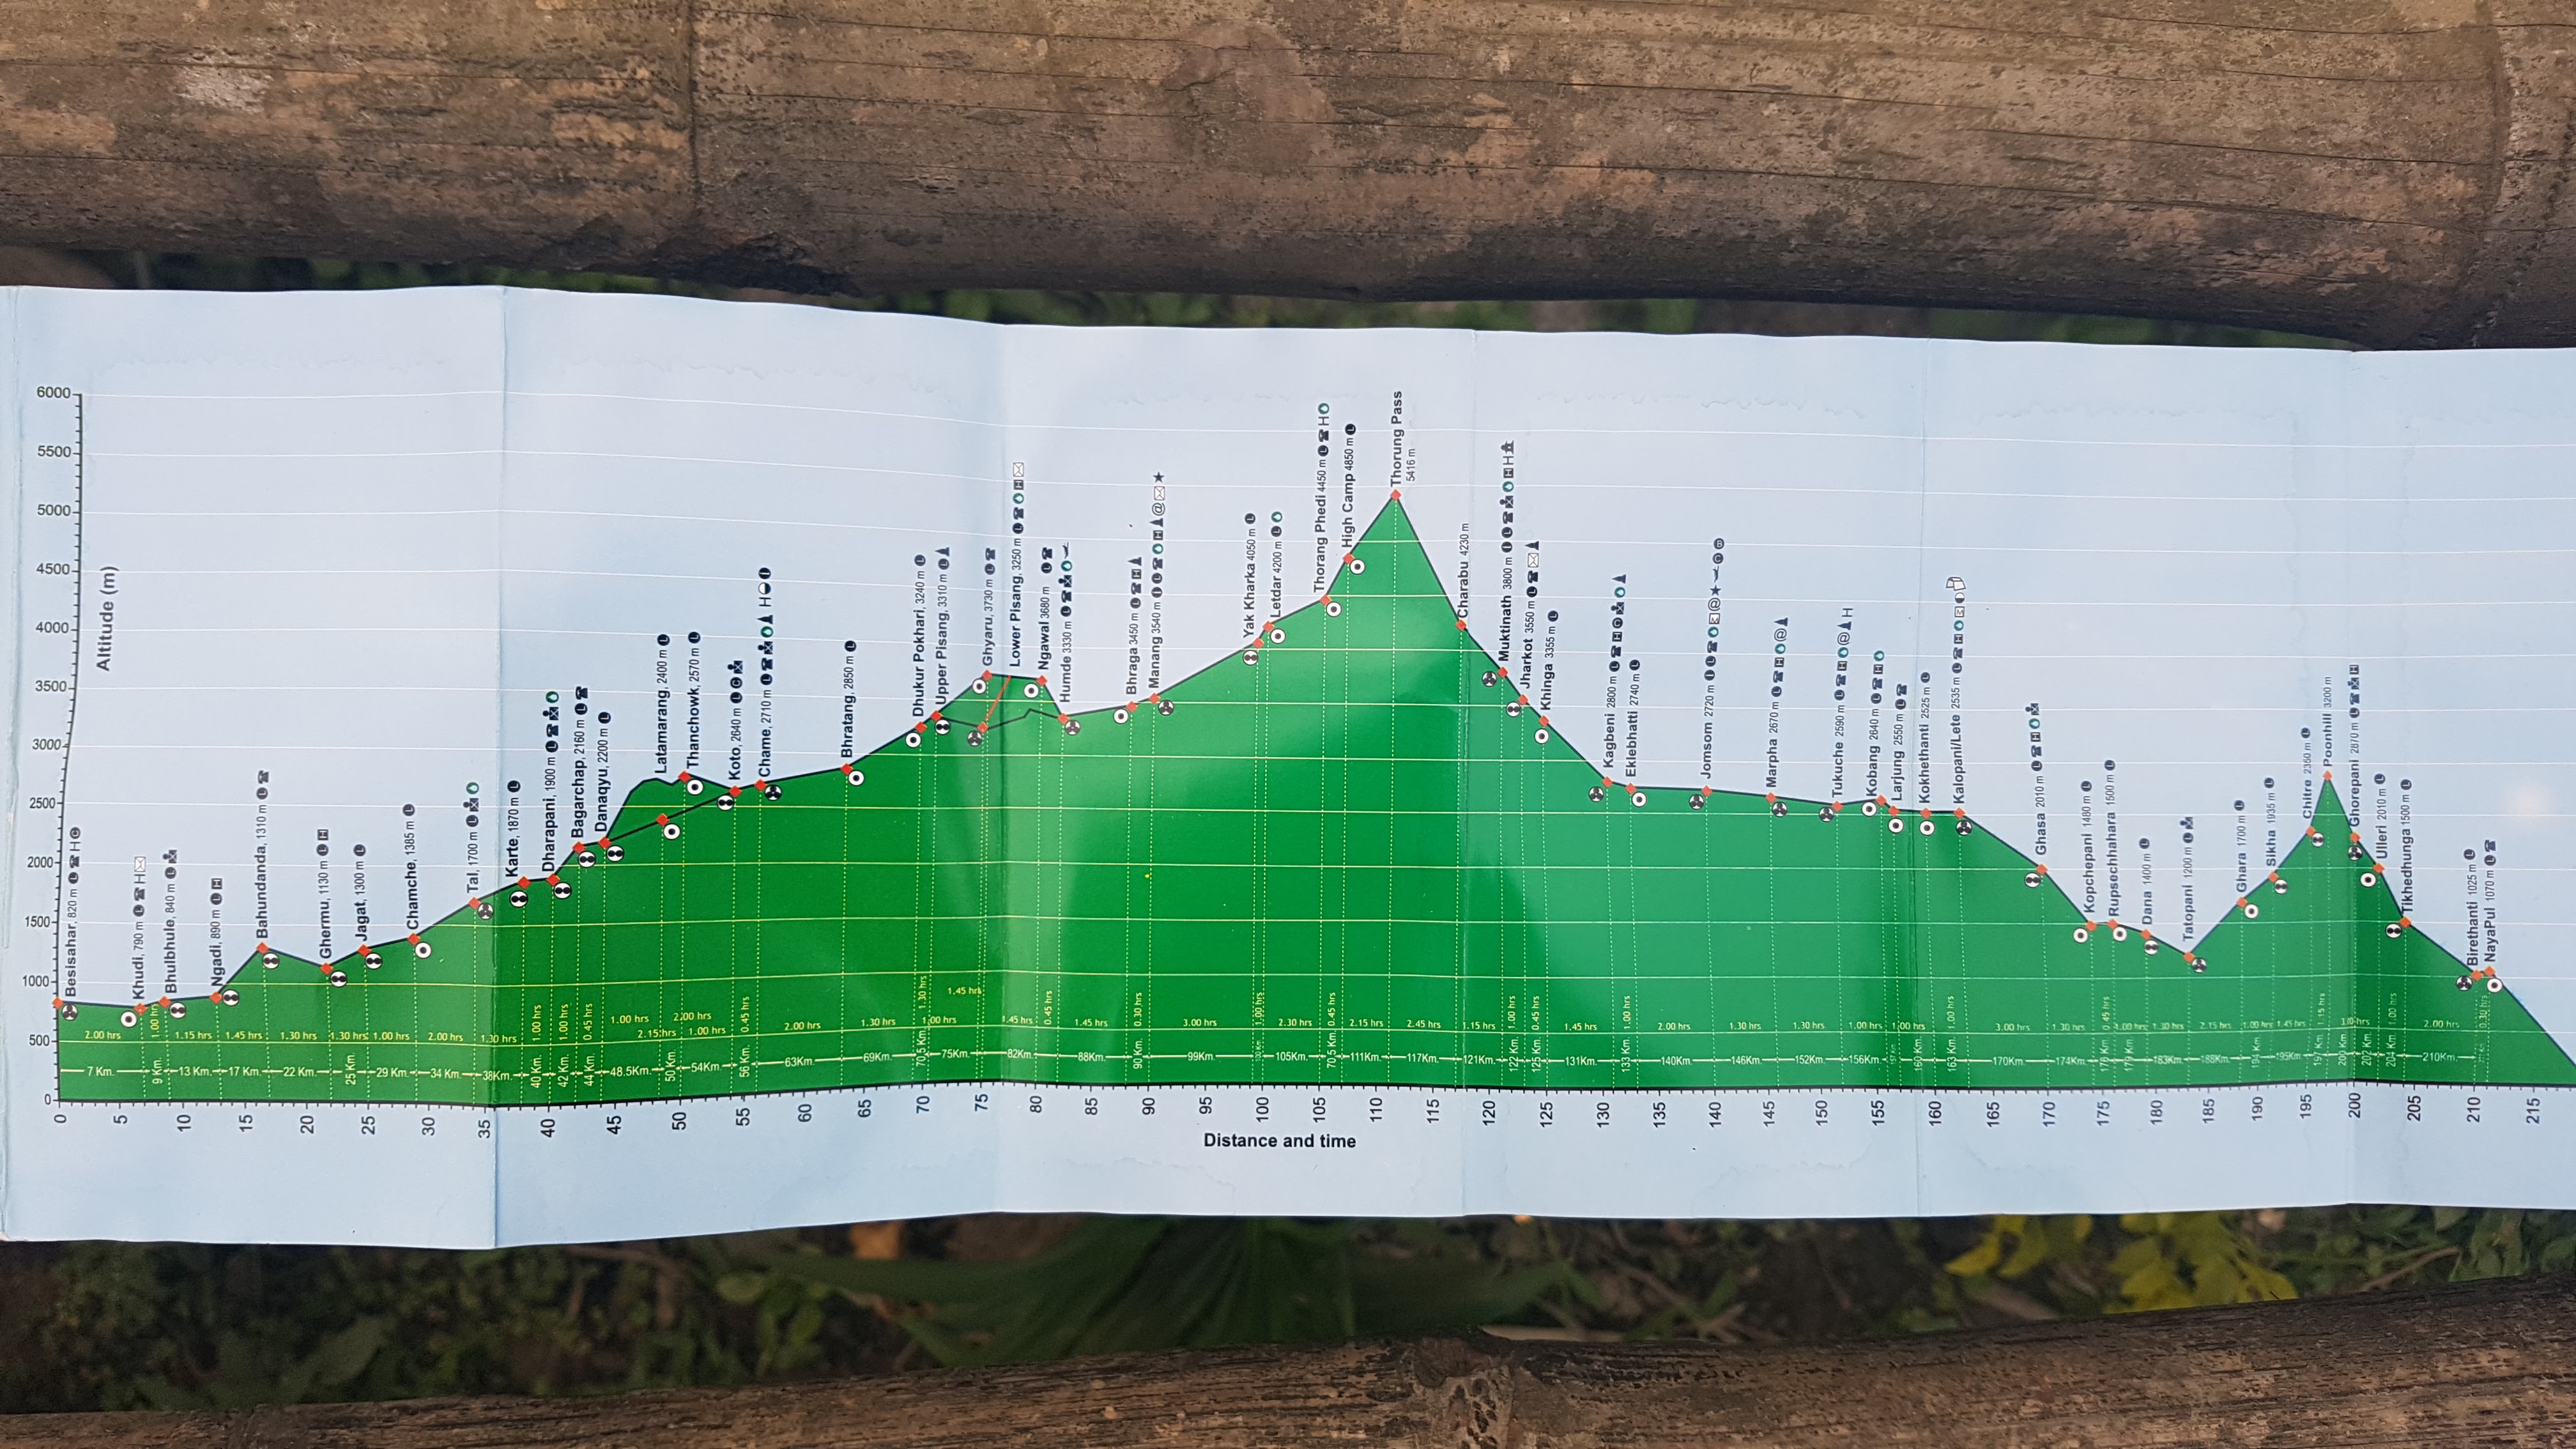 6000
5500
5000
4500
4000
3500
3000
2500
2000
1500
1000
500
0
Altitude (m)
Besisahar, 820 m
Khudi, 790 m
Bhulbhule, 840 m
Ngadi, 890 m
Bahundanda, 1310 m
Ghermu, 1130 m
Jagat, 1300 m
Chamche, 1385 m
Tal, 1700 m
Karte, 1870 m
Dharapani, 1900 m
Bagarchap, 2160 m
Danaqyu, 2200 m
Latamarang, 2400 m
Thanchowk, 2570 m
Koto, 2640 m
Chame, 2710 m
Bhratang, 2850 m
Dhukur Pokhari, 3240 m
Upper Pisang, 3310 m
Ghyaru, 3730 m
Lower Pisang, 3250 m
Ngawal 3680 m
Humde 3330 m
Bhraga 3450 m
Manang 3540 m
Yak Kharka 4050 m
Letdar 4200 m
Thorang Phedi 4450 m
High Camp 4850 m
Thorung Pass
5416 m
Charabu 4230 m
Muktinath 3800 m
Jharkot 3550 m
Khinga 3355 m
Kagbeni 2800 m
Eklebhatti 2740 m
Jomsom 2720 m
Marpha 2670 m
Tukuche 2590 m
Kobang 2640 m
Larjung 2550 m
Kokhethanti 2525 m
Kalopani/Lete 2535 m
Ghasa 2010 m
Kopchepani 1480 m
Rupsechhahara 1500 m
Dana 1400 m
Tatopani 1200 m
Ghara 1700 m
Sikha 1935 m
Chitre 2350 m
Poonhill 3200 m
Ghorepani 2870 m
Ulleri 2010 m
Tikhedhunga 1500 m
Birethanti 1025 m
NayaPul 1070 m
2.00 hrs 1.00 hrs 1.15 hrs 1.45 hrs 1.30 hrs 1.30 hrs 1.00 hrs 2.00 hrs 1.30 hrs 1.00 hrs 1.00 hrs 0.45 hrs 1.00 hrs 2.15 hrs 2.00 hrs 1.00 hrs 0.45 hrs 2.00 hrs 1.30 hrs 1.30 hrs 1.00 hrs 1.45 hrs 1.45 hrs 0.45 hrs 1.45 hrs 0.30 hrs 3.00 hrs 1.00 hrs 2.30 hrs 0.45 hrs 2.15 hrs 2.45 hrs 1.15 hrs 1.00 hrs 0.45 hrs 1.45 hrs 1.00 hrs 2.00 hrs 1.30 hrs 1.30 hrs 1.00 hrs 1.00 hrs 1.00 hrs 3.00 hrs 1.30 hrs 0.45 hrs 1.00 hrs 1.30 hrs 2.15 hrs 1.00 hrs 1.45 hrs 1.15 hrs 1.00 hrs 2.00 hrs 0.30 hrs
7 Km. 9 Km. 13 Km. 17 Km. 22 Km. 25 Km. 29 Km. 34 Km. 38Km. 40 Km. 42 Km. 44 Km. 48.5Km. 50 Km. 54Km. 56 Km. 63Km. 69Km. 70.5 Km. 75Km. 82Km. 88Km. 90 Km. 99Km. 105Km. 70.5 Km. 111Km. 117Km. 121Km. 122 Km. 125 Km. 131Km. 133 Km. 140Km. 146Km. 152Km. 156Km. 160 Km. 163 Km. 170Km. 174Km. 176 Km. 183Km. 188Km. 194 Km. 195Km. 197 Km. 200 Km. 202 Km. 204 Km. 210Km.
0 5 10 15 20 25 30 35 40 45 50 55 60 65 70 75 80 85 90 95 100 105 110 115 120 125 130 135 140 145 150 155 160 165 170 175 180 185 190 195 200 205 210 215
Distance and time